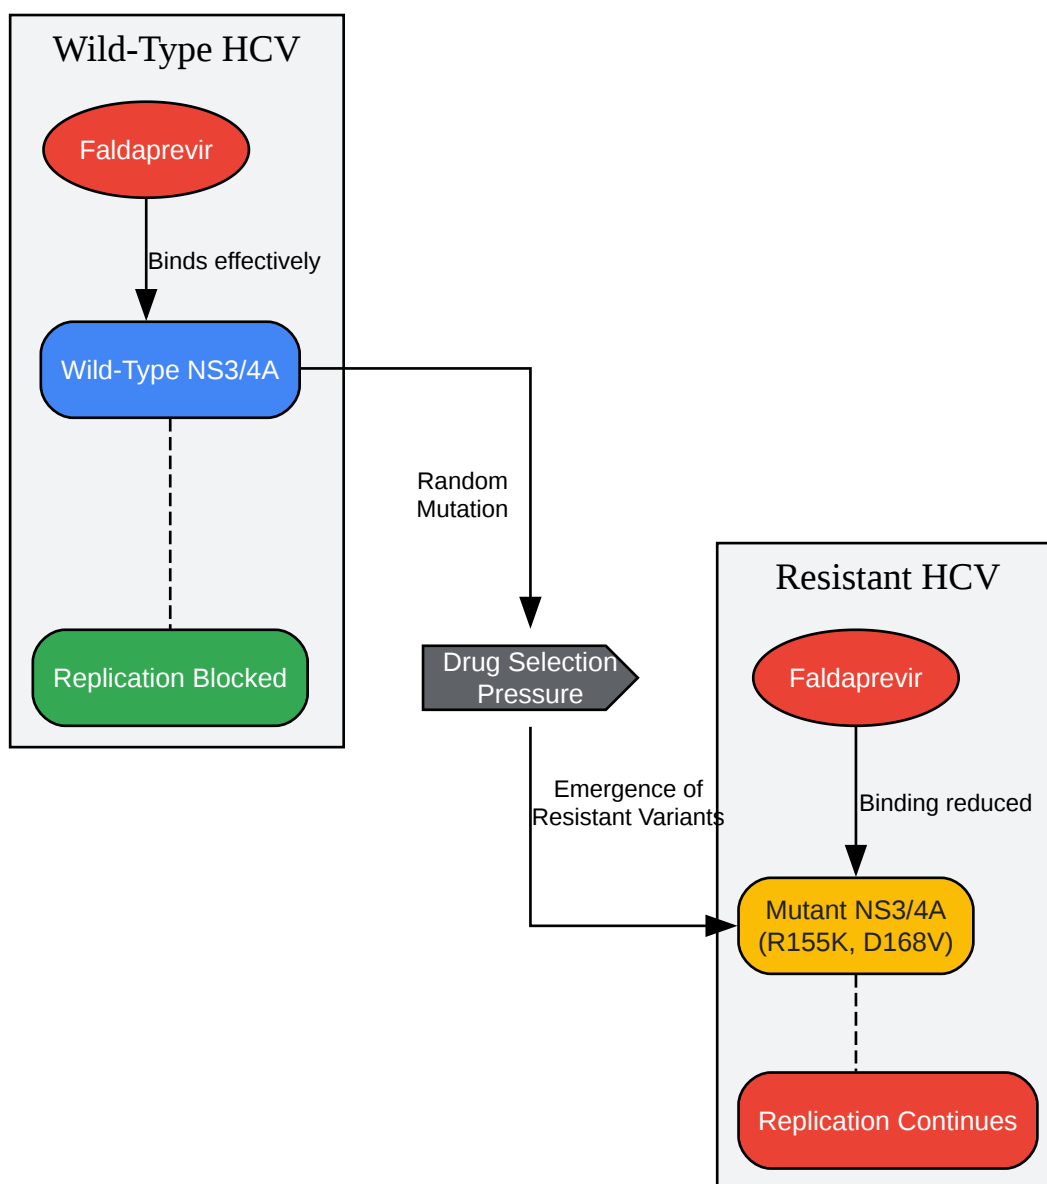 Wild-Type HCV
Faldaprevir
Binds effectively
Wild-Type NS3/4A
Random
Mutation
Replication Blocked
Drug Selection
Pressure
Emergence of
Resistant Variants
Resistant HCV
Faldaprevir
Binding reduced
Mutant NS3/4A
(R155K, D168V)
Replication Continues